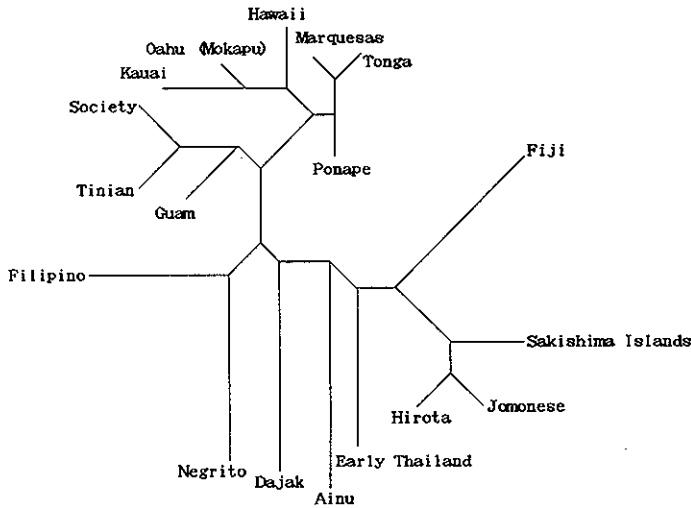 Hawaii
Marquesas
Oahu (Mokapu)
Tonga
Kauai
Society
Fiji
Ponape
Tinian
Guam
Filipino
Sakishima Islands
Hirota
Jomonese
Early Thailand
Negrito
Dajak
Ainu